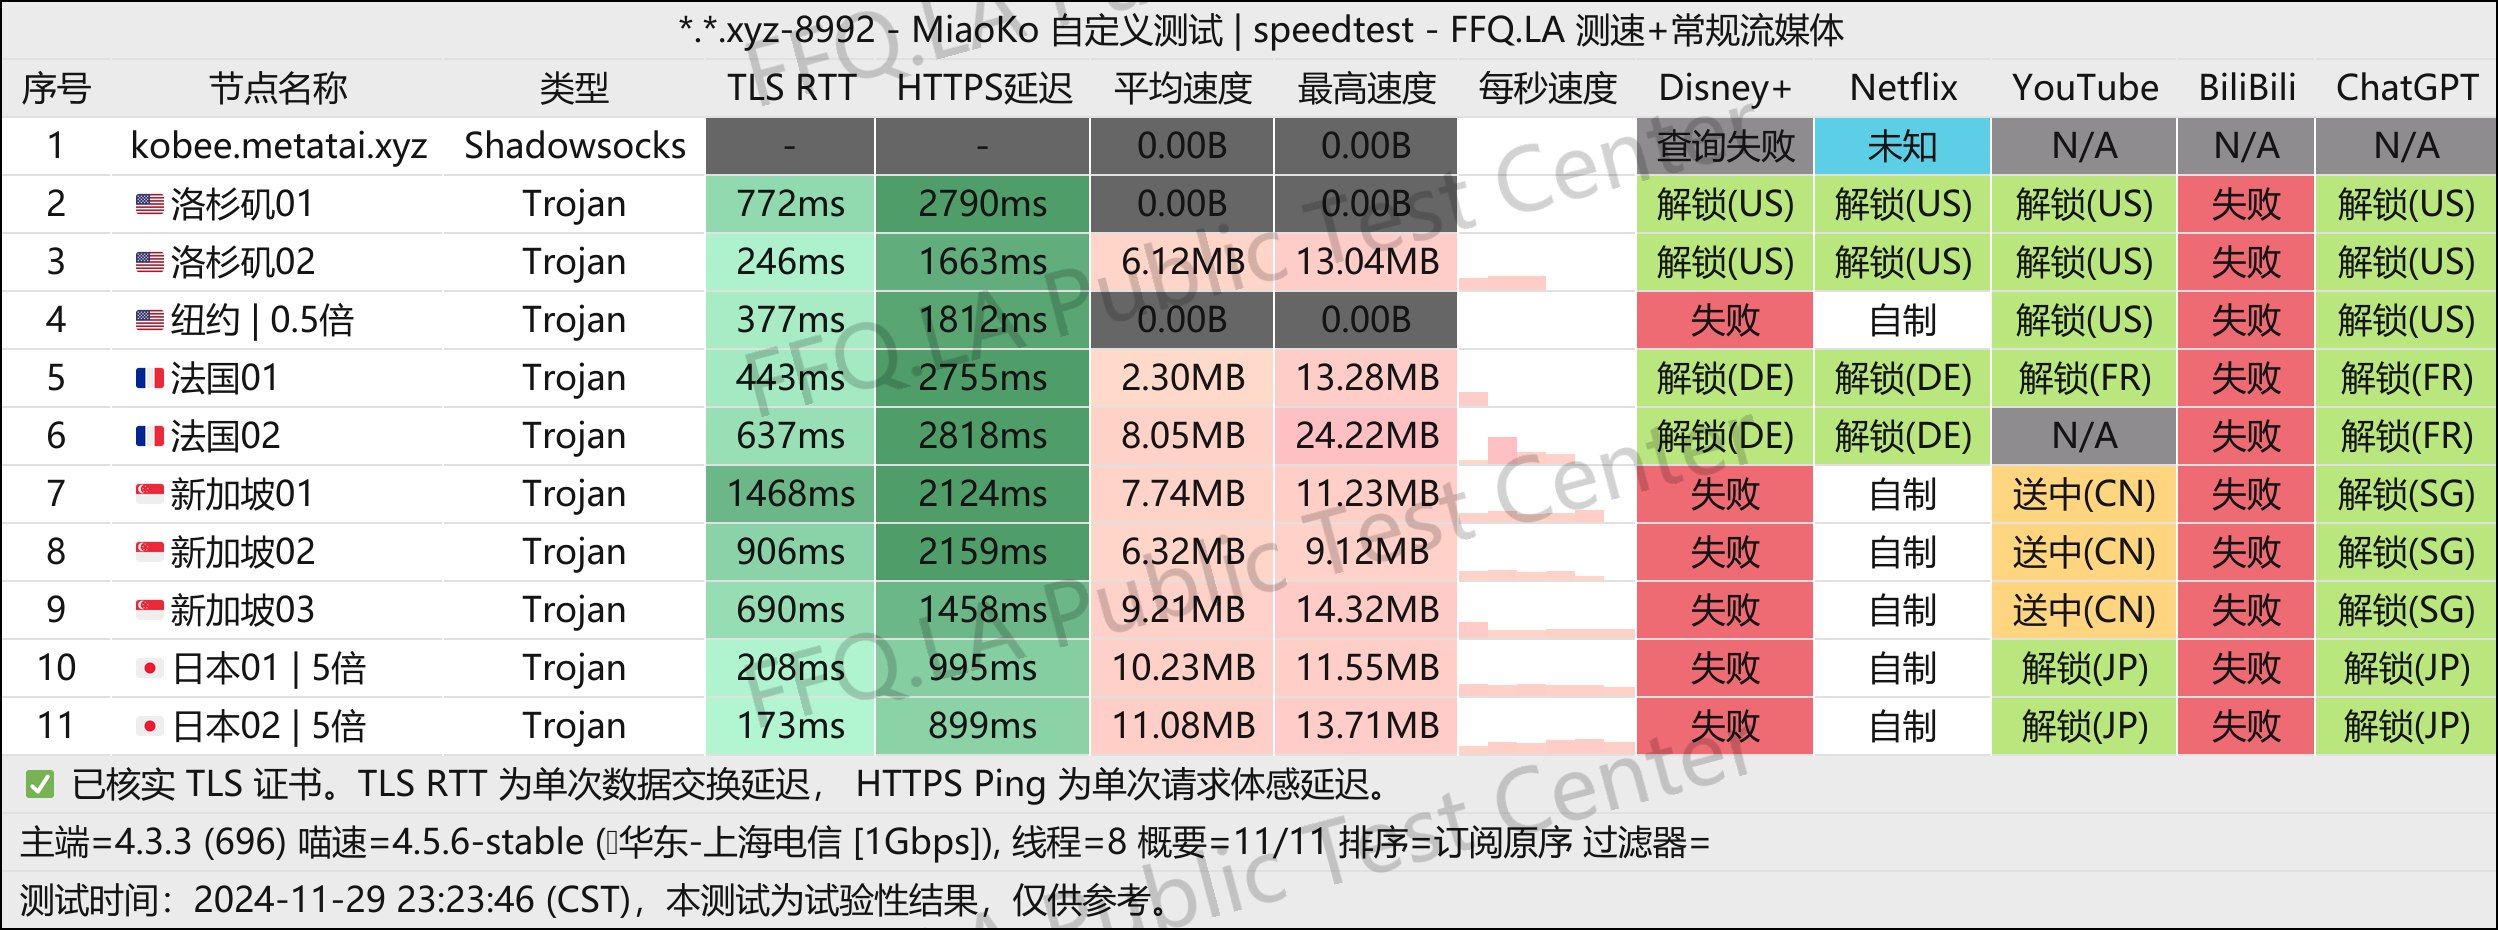 *.*.xyz-8992 - MiaoKo 自定义测试 | speedtest - FFQ.LA 测速+常规流媒体
序号 节点名称 类型 TLS RTT HTTPS延迟 平均速度 最高速度 每秒速度 Disney+ Netflix YouTube BiliBili ChatGPT
1 kobee.metatai.xyz Shadowsocks - - 0.00B 0.00B 查询失败 未知 N/A N/A N/A
2 洛杉矶01 Trojan 772ms 2790ms 0.00B 0.00B 解锁(US) 解锁(US) 解锁(US) 失败 解锁(US)
3 洛杉矶02 Trojan 246ms 1663ms 6.12MB 13.04MB 解锁(US) 解锁(US) 解锁(US) 失败 解锁(US)
4 纽约 | 0.5倍 Trojan 377ms 1812ms 0.00B 0.00B 失败 自制 解锁(US) 失败 解锁(US)
5 法国01 Trojan 443ms 2755ms 2.30MB 13.28MB 解锁(DE) 解锁(DE) 解锁(FR) 失败 解锁(FR)
6 法国02 Trojan 637ms 2818ms 8.05MB 24.22MB 解锁(DE) 解锁(DE) N/A 失败 解锁(FR)
7 新加坡01 Trojan 1468ms 2124ms 7.74MB 11.23MB 失败 自制 送中(CN) 失败 解锁(SG)
8 新加坡02 Trojan 906ms 2159ms 6.32MB 9.12MB 失败 自制 送中(CN) 失败 解锁(SG)
9 新加坡03 Trojan 690ms 1458ms 9.21MB 14.32MB 失败 自制 送中(CN) 失败 解锁(SG)
10 日本01 | 5倍 Trojan 208ms 995ms 10.23MB 11.55MB 失败 自制 解锁(JP) 失败 解锁(JP)
11 日本02 | 5倍 Trojan 173ms 899ms 11.08MB 13.71MB 失败 自制 解锁(JP) 失败 解锁(JP)
✅ 已核实 TLS 证书。TLS RTT 为单次数据交换延迟， HTTPS Ping 为单次请求体感延迟。
主端=4.3.3 (696) 喵速=4.5.6-stable (华东-上海电信 [1Gbps]), 线程=8 概要=11/11 排序=订阅原序 过滤器=
测试时间：2024-11-29 23:23:46 (CST)，本测试为试验性结果，仅供参考。
FFQ.LA Public Test Center